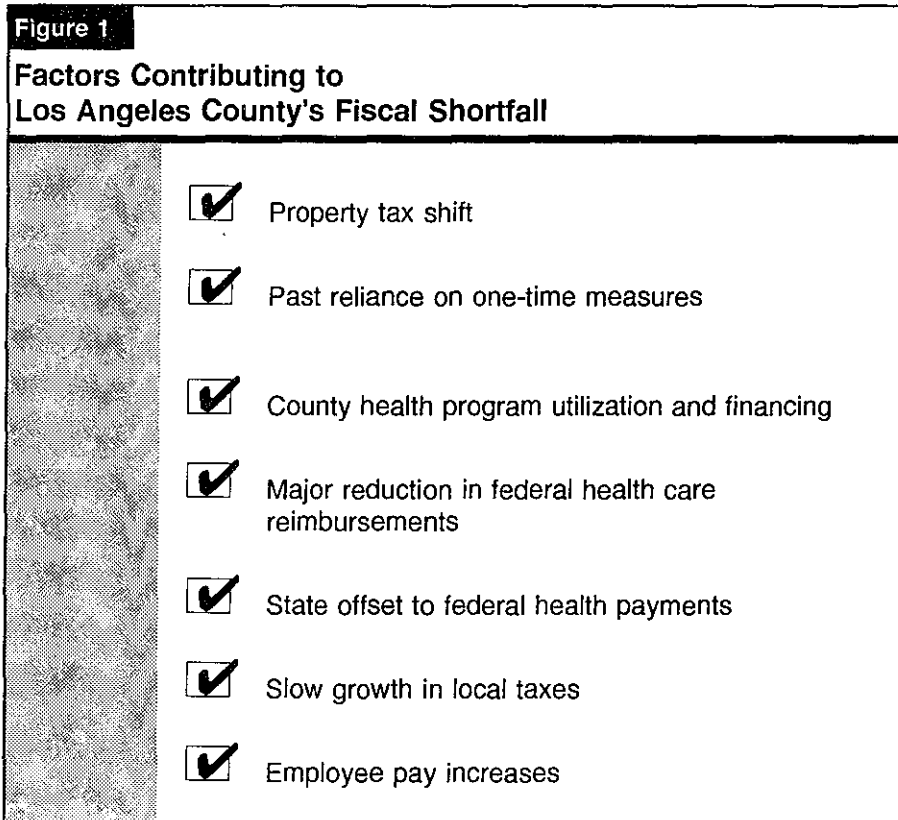 Figure 1
Factors Contributing to
Los Angeles County's Fiscal Shortfall
Property tax shift
Past reliance on one-time measures
County health program utilization and financing
Major reduction in federal health care
reimbursements
State offset to federal health payments
Slow growth in local taxes
Employee pay increases